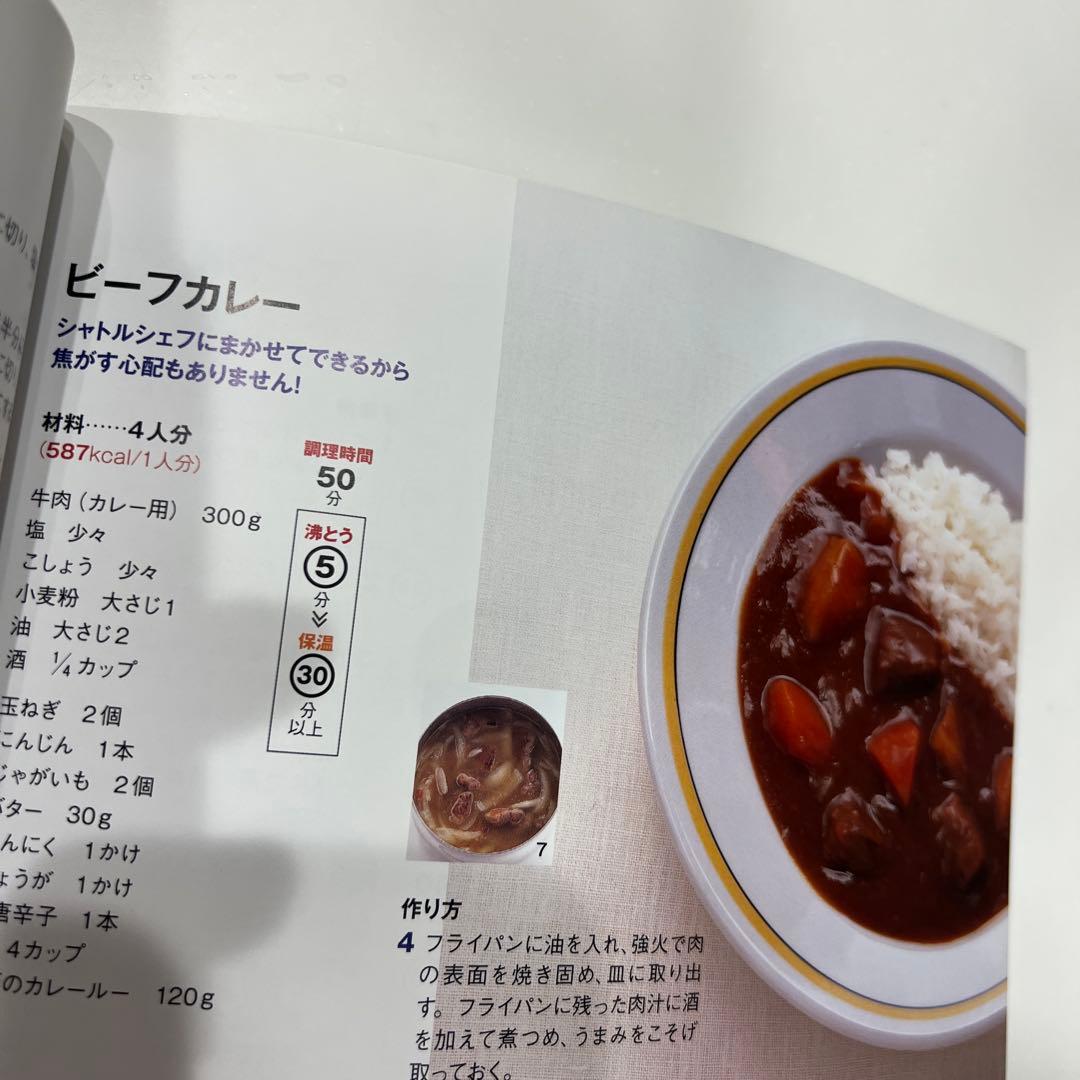 に切り、
半分に
ビーフカレー
シャトルシェフにまかせてできるから
焦がす心配もありません!
材料……4人分
(587kcal/1人分)
牛肉(カレー用) 300g
塩 少々
こしょう 少々
小麦粉 大さじ1
油 大さじ2
酒 1/4カップ
玉ねぎ 2個
にんじん 1本
じゃがいも 2個
バター 30g
んにく 1かけ
ょうが 1かけ
唐辛子 1本
4カップ
のカレールー 120g
調理時間
50
分
沸とう
5
分
保温
30
分
以上
7
作り方
4 フライパンに油を入れ、強火で肉
の表面を焼き固め、皿に取り出
す。フライパンに残った肉汁に酒
を加えて煮つめ、うまみをこそげ
取っておく。